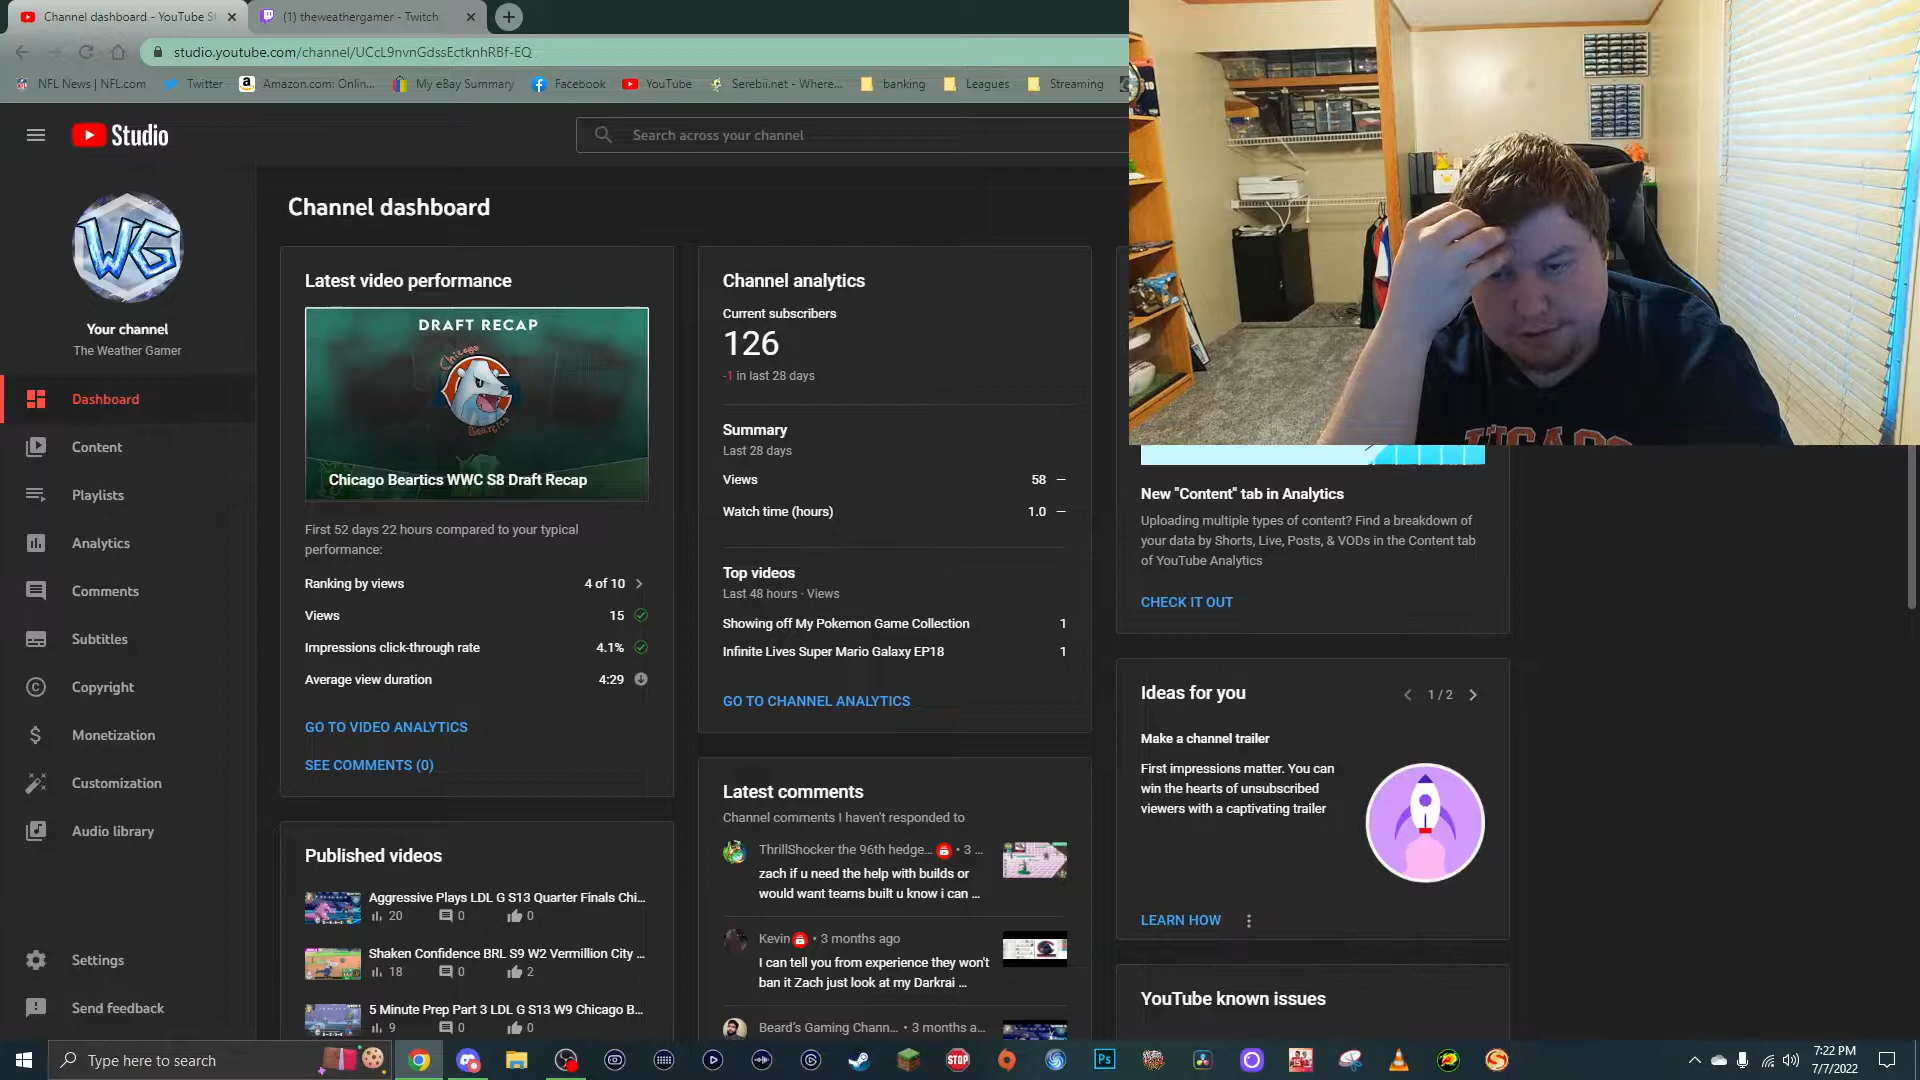 Channel dashboard - YouTube St
(1) theweathergamer - Twitch
studio.youtube.com/channel/UCcL9nvnGdssEctknhRBf-EQ
NFL News | NFL.com
Twitter
Amazon.com: Onlin...
My eBay Summary
Facebook
YouTube
Serebii.net - Where...
banking
Leagues
Streaming
Studio
Search across your channel
WG
Your channel
The Weather Gamer
Dashboard
Content
Playlists
Analytics
Comments
Subtitles
Copyright
Monetization
Customization
Audio library
Settings
Send feedback
Channel dashboard
Latest video performance
DRAFT RECAP
Chicago
Beartics
Chicago Beartics WWC S8 Draft Recap
First 52 days 22 hours compared to your typical
performance:
Ranking by views 4 of 10
Views 15
Impressions click-through rate 4.1%
Average view duration 4:29
GO TO VIDEO ANALYTICS
SEE COMMENTS (0)
Published videos
Aggressive Plays LDL G S13 Quarter Finals Chi...
20 0 0
Shaken Confidence BRL S9 W2 Vermillion City ...
18 0 2
5 Minute Prep Part 3 LDL G S13 W9 Chicago B...
9 0 0
Channel analytics
Current subscribers
126
-1 in last 28 days
Summary
Last 28 days
Views 58 —
Watch time (hours) 1.0 —
Top videos
Last 48 hours · Views
Showing off My Pokemon Game Collection 1
Infinite Lives Super Mario Galaxy EP18 1
GO TO CHANNEL ANALYTICS
Latest comments
Channel comments I haven't responded to
ThrillShocker the 96th hedge... • 3 ...
zach if u need the help with builds or
would want teams built u know i can ...
Kevin • 3 months ago
I can tell you from experience they won't
ban it Zach just look at my Darkrai ...
Beard's Gaming Chann... • 3 months a...
New "Content" tab in Analytics
Uploading multiple types of content? Find a breakdown of
your data by Shorts, Live, Posts, & VODs in the Content tab
of YouTube Analytics
CHECK IT OUT
Ideas for you
1 / 2
Make a channel trailer
First impressions matter. You can
win the hearts of unsubscribed
viewers with a captivating trailer
LEARN HOW
YouTube known issues
Type here to search
STOP
Ps
7:22 PM
7/7/2022